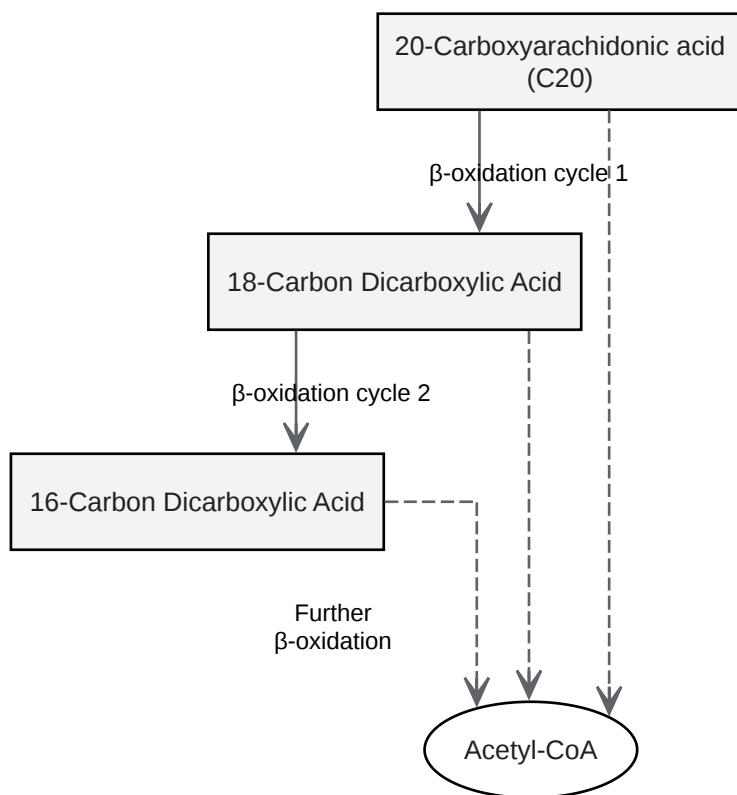 20-Carboxyarachidonic acid
(C20)
β-oxidation cycle 1
18-Carbon Dicarboxylic Acid
β-oxidation cycle 2
16-Carbon Dicarboxylic Acid
Further
β-oxidation
Acetyl-CoA